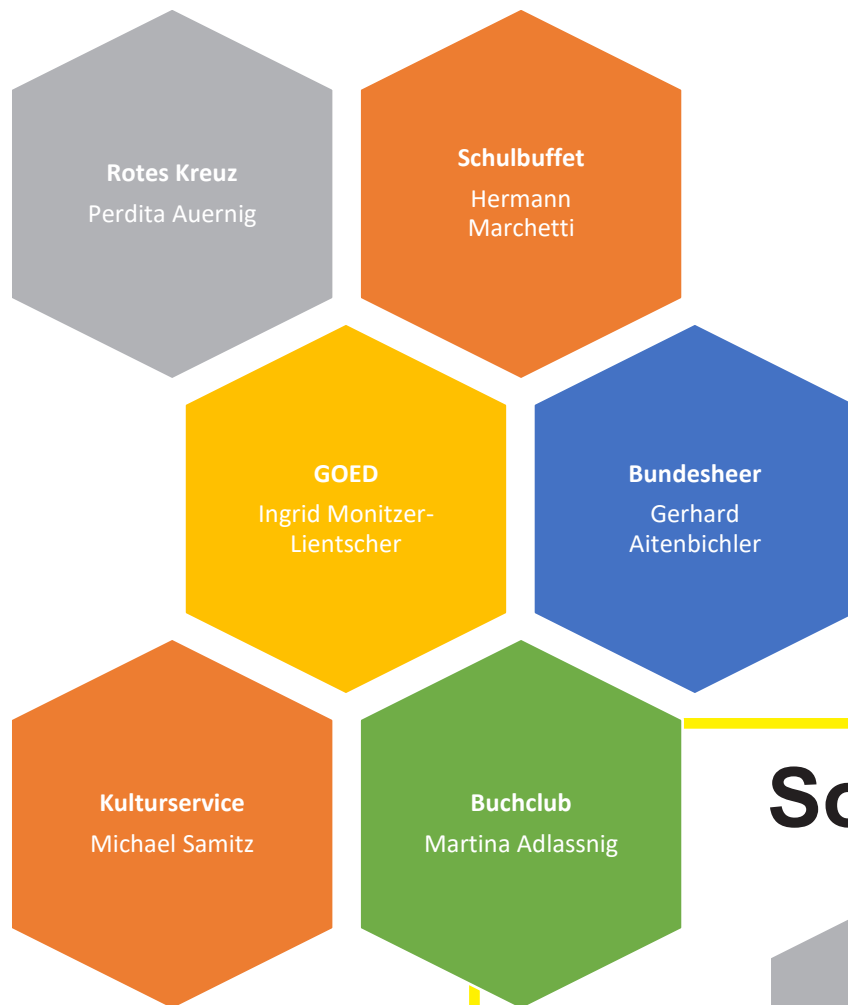 Rotes Kreuz
Perdita Auernig
Schulbuffet
Hermann
Marchetti
GOED
Ingrid Monitzer-
Lientscher
Bundesheer
Gerhard
Aitenbichler
Kulturservice
Michael Samitz
Buchclub
Martina Adlassnig